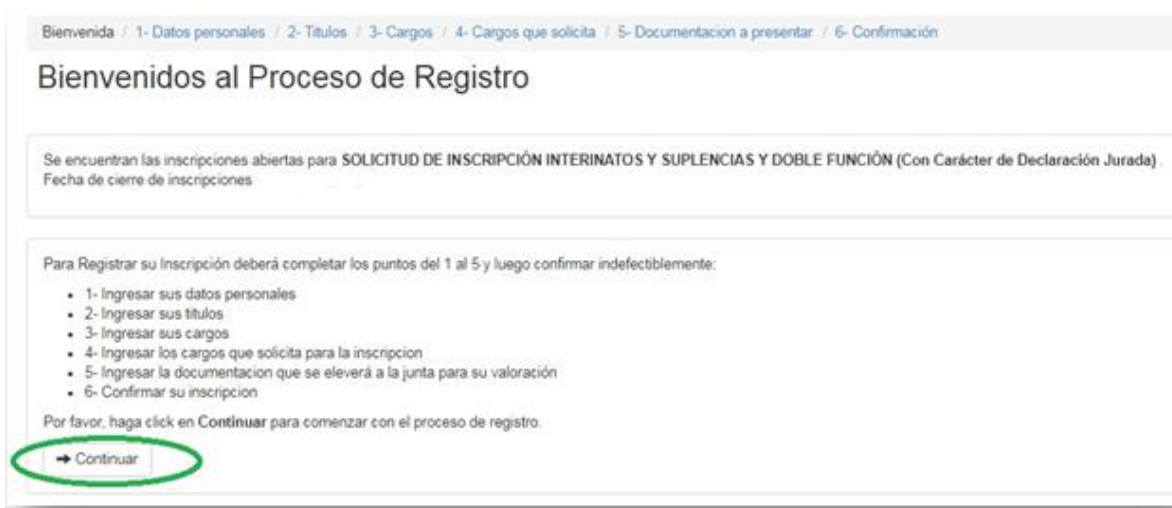 Bienvenida / 1- Datos personales / 2- Titulos / 3- Cargos / 4- Cargos que solicita / 5- Documentacion a presentar / 6- Confirmación
Bienvenidos al Proceso de Registro
Se encuentran las inscripciones abiertas para SOLICITUD DE INSCRIPCIÓN INTERINATOS Y SUPLENCIAS Y DOBLE FUNCIÓN (Con Carácter de Declaración Jurada) .
Fecha de cierre de inscripciones
Para Registrar su Inscripción deberá completar los puntos del 1 al 5 y luego confirmar indefectiblemente:
• 1- Ingresar sus datos personales
• 2- Ingresar sus titulos
• 3- Ingresar sus cargos
• 4- Ingresar los cargos que solicita para la inscripcion
• 5- Ingresar la documentacion que se eleverá a la junta para su valoración
• 6- Confirmar su inscripcion
Por favor, haga click en Continuar para comenzar con el proceso de registro.
➔ Continuar